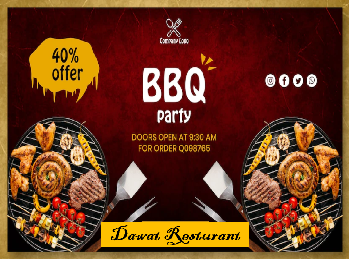 Company Logo
40%
offer
BBQ
party
DOORS OPEN AT 9:30 AM
FOR ORDER Q098765
Dawat Resturant